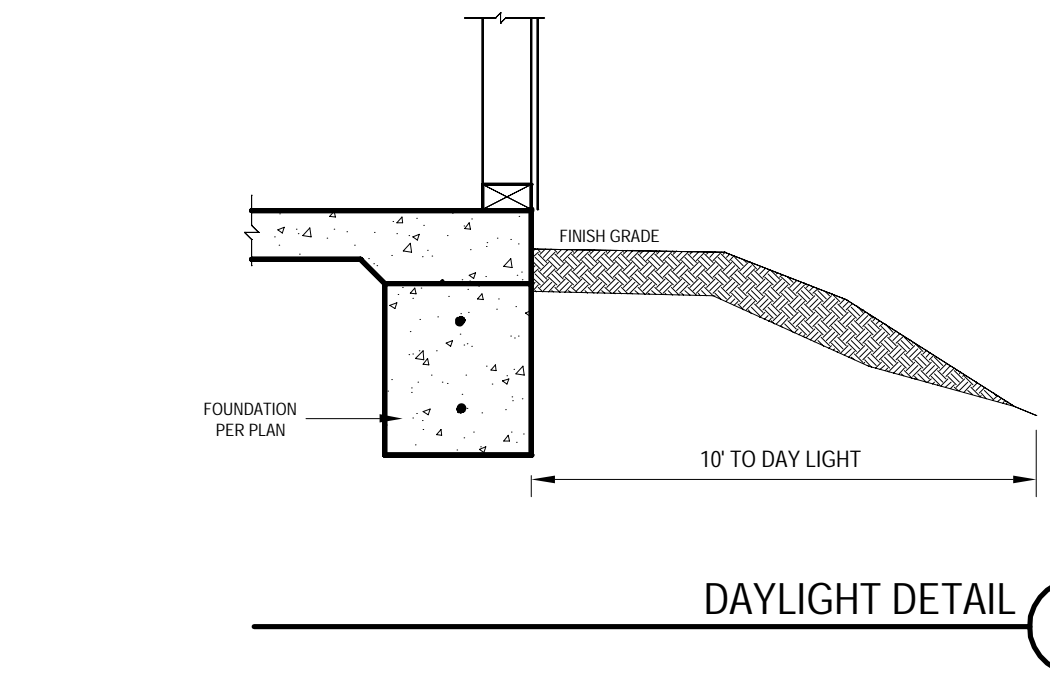 FINISH GRADE
FOUNDATION
PER PLAN
10' TO DAY LIGHT
DAYLIGHT DETAIL